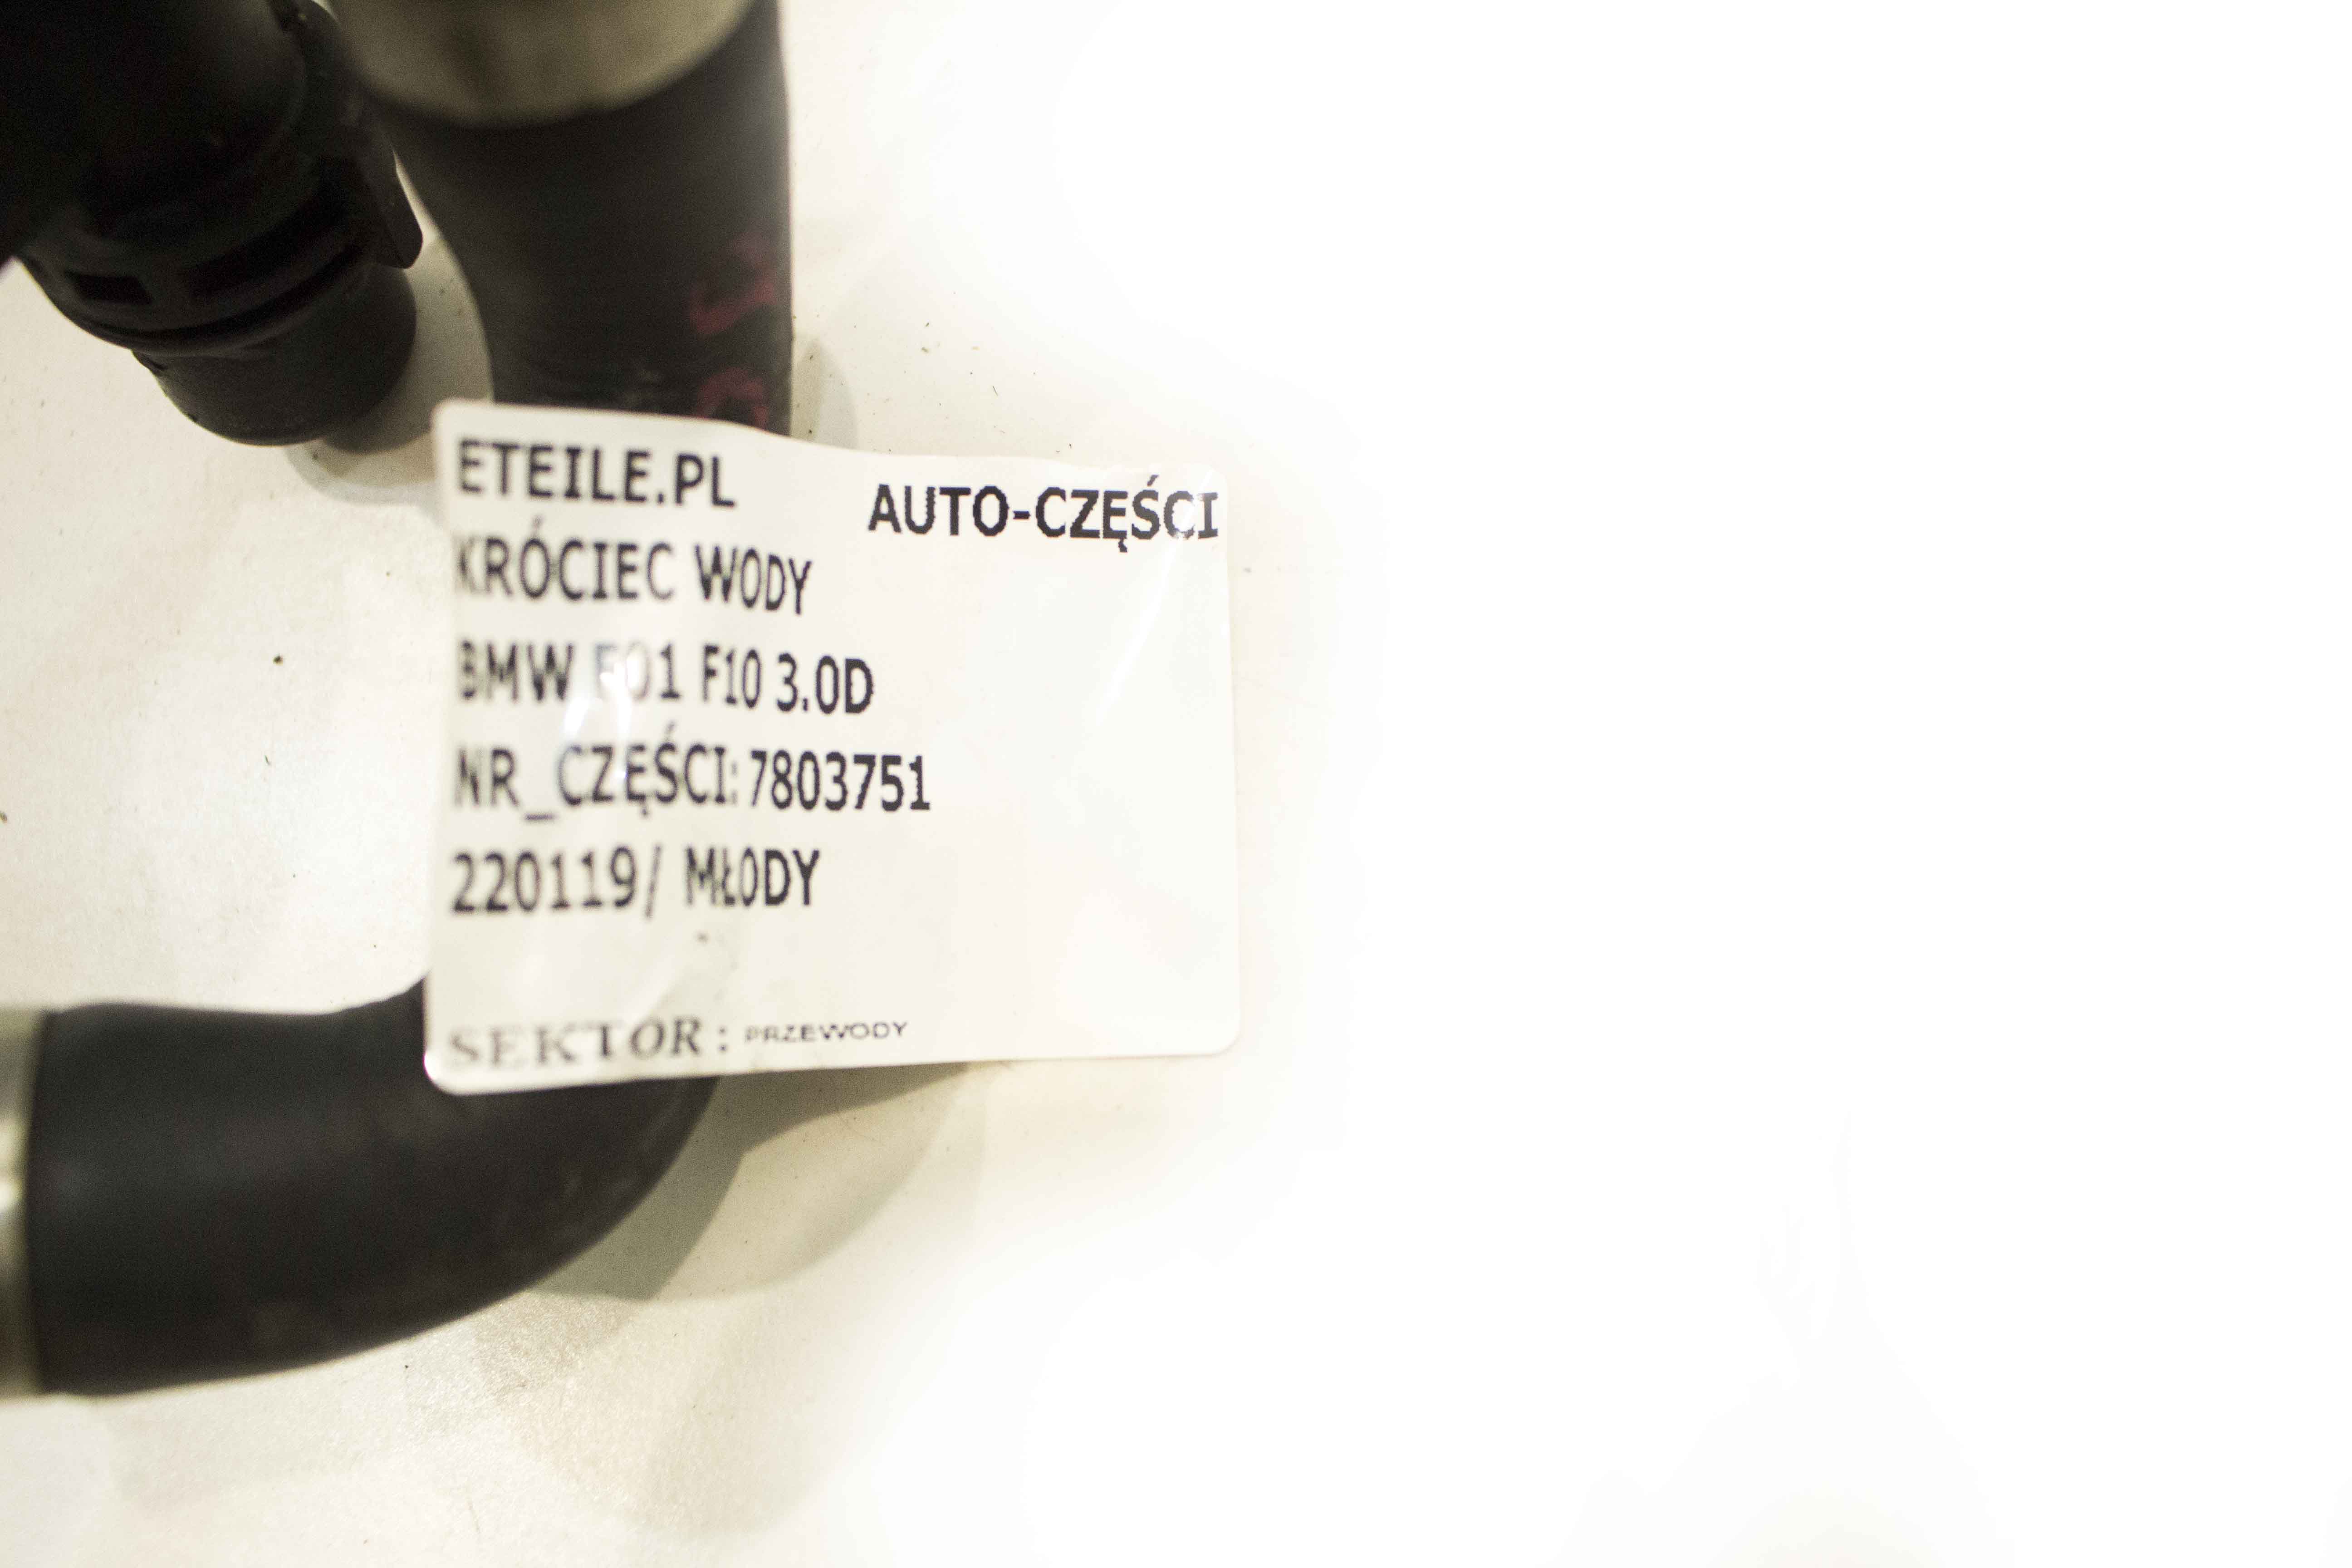 ETEILE.PL AUTO-CZĘŚCI
KRÓCIEC WODY
BMW F01 F10 3.0D
NR_CZĘŚCI:7803751
220119/ MŁODY
SEKTOR: PRZEWODY